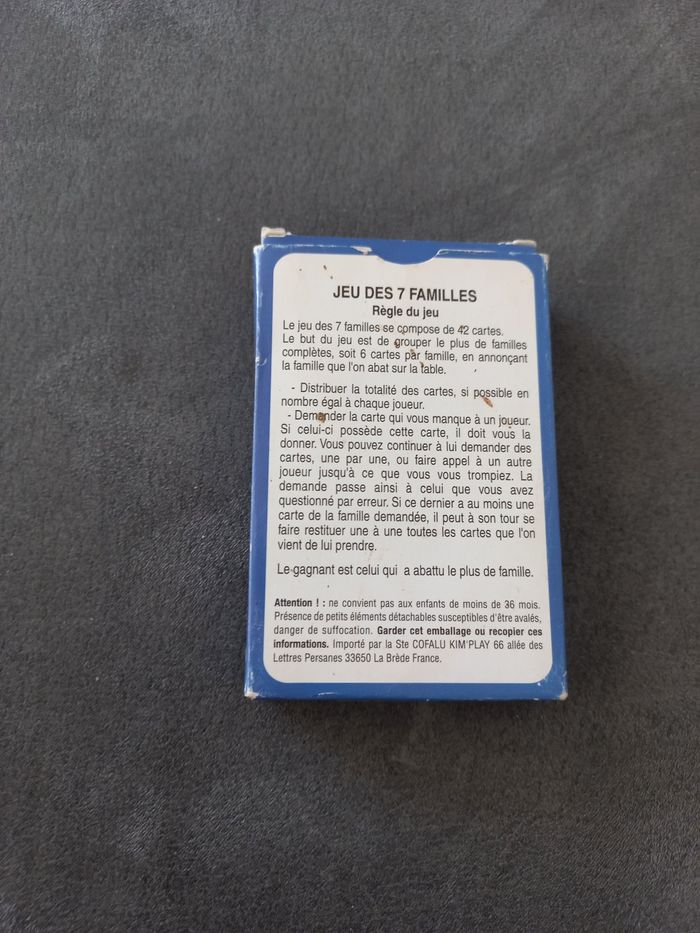 JEU DES 7 FAMILLES
Règle du jeu
Le jeu des 7 familles se compose de 42 cartes.
Le but du jeu est de grouper le plus de familles
complètes, soit 6 cartes par famille, en annonçant
la famille que l'on abat sur la table.
- Distribuer la totalité des cartes, si possible en
nombre égal à chaque joueur.
- Demander la carte qui vous manque à un joueur.
Si celui-ci possède cette carte, il doit vous la
donner. Vous pouvez continuer à lui demander des
cartes, une par une, ou faire appel à un autre
joueur jusqu'à ce que vous vous trompiez. La
demande passe ainsi à celui que vous avez
questionné par erreur. Si ce dernier a au moins une
carte de la famille demandée, il peut à son tour se
faire restituer une à une toutes les cartes que l'on
vient de lui prendre.
Le gagnant est celui qui a abattu le plus de famille.
Attention ! : ne convient pas aux enfants de moins de 36 mois.
Présence de petits éléments détachables susceptibles d'être avalés,
danger de suffocation. Garder cet emballage ou recopier ces
informations. Importé par la Ste COFALU KIM'PLAY 66 allée des
Lettres Persanes 33650 La Brède France.